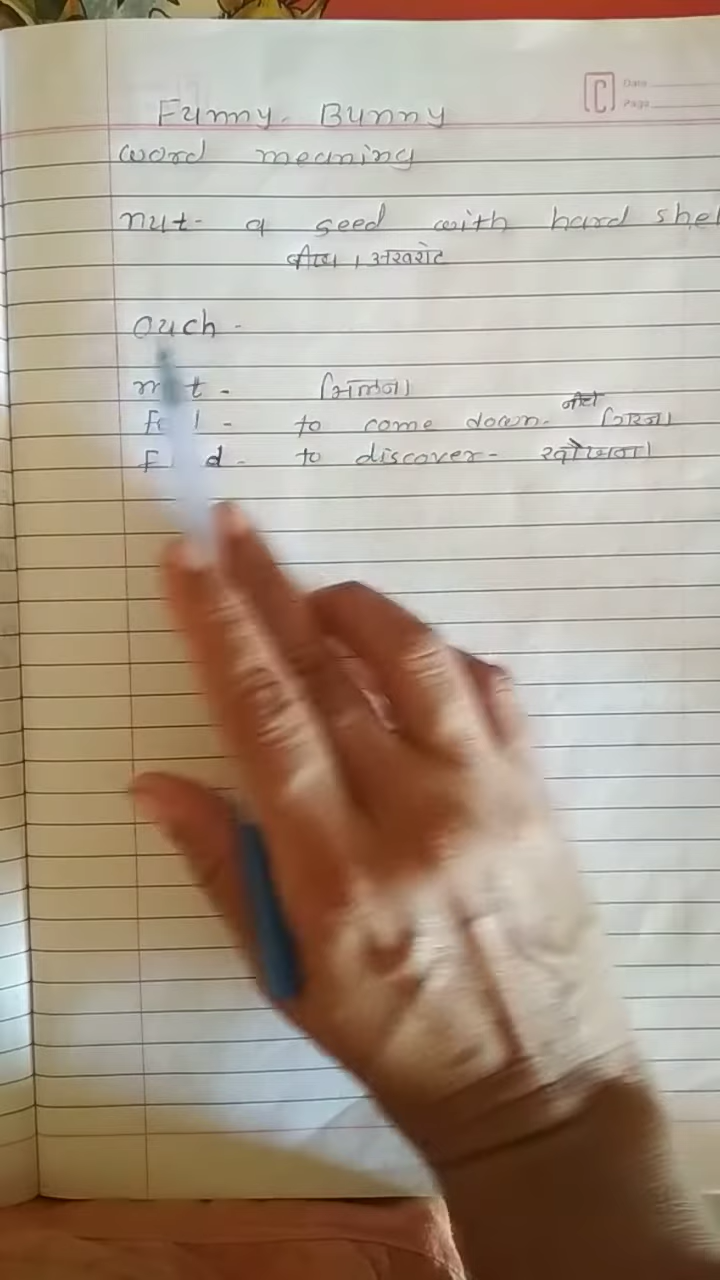 C Date
Page
Funny. Bunny
word meaning
nut- a seed with hard shel
बीज । अखरोट
ouch -
मिलना
to come down- नीचे गिरना
to discover- खोजना